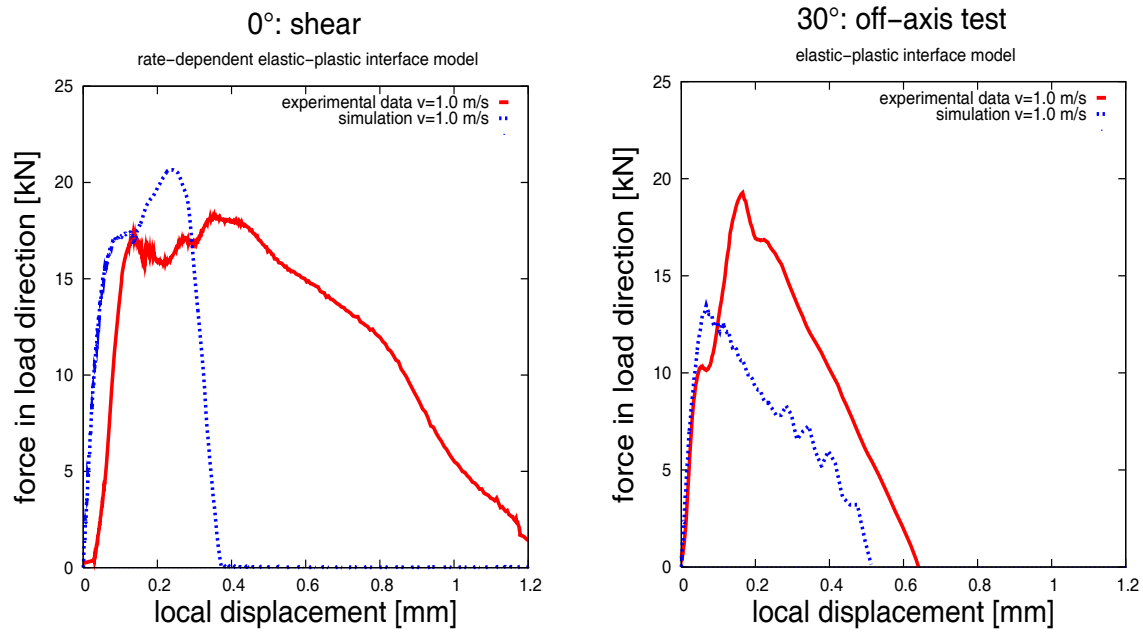 0°: shear
rate−dependent elastic−plastic interface model
experimental data v=1.0 m/s
simulation v=1.0 m/s
force in load direction [kN]
25
20
15
10
5
0
0 0.2 0.4 0.6 0.8 1 1.2
local displacement [mm]
30°: off−axis test
elastic−plastic interface model
experimental data v=1.0 m/s
simulation v=1.0 m/s
force in load direction [kN]
25
20
15
10
5
0
0 0.2 0.4 0.6 0.8 1 1.2
local displacement [mm]